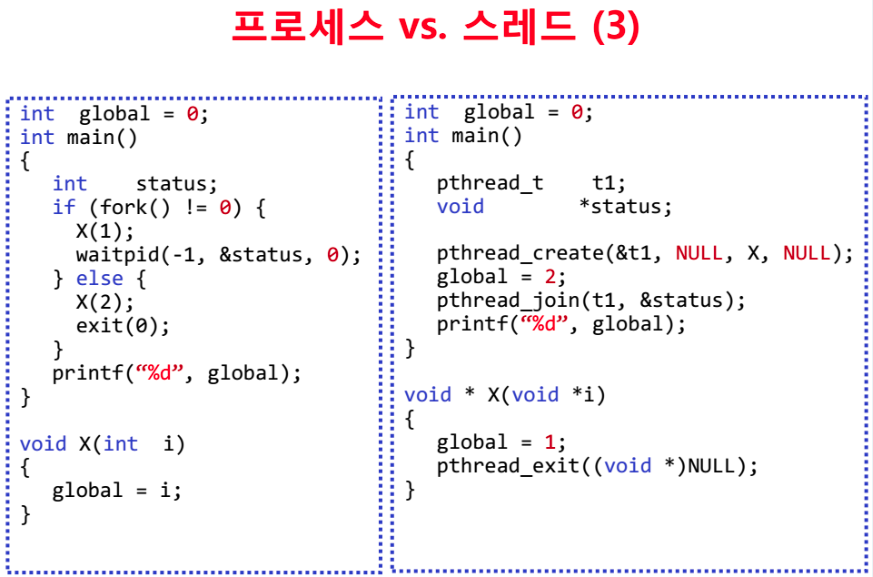 프로세스 vs. 스레드 (3)
int  global = 0;
int main()
{
   int    status;
   if (fork() != 0) {
     X(1);
     waitpid(-1, &status, 0);
   } else {
     X(2);
     exit(0);
   }
   printf(“%d”, global);
}

void X(int  i)
{
   global = i;
}
int  global = 0;
int main()
{
   pthread_t    t1;
   void        *status;

   pthread_create(&t1, NULL, X, NULL);
   global = 2;
   pthread_join(t1, &status);
   printf(“%d”, global);
}

void * X(void *i)
{
   global = 1;
   pthread_exit((void *)NULL);
}